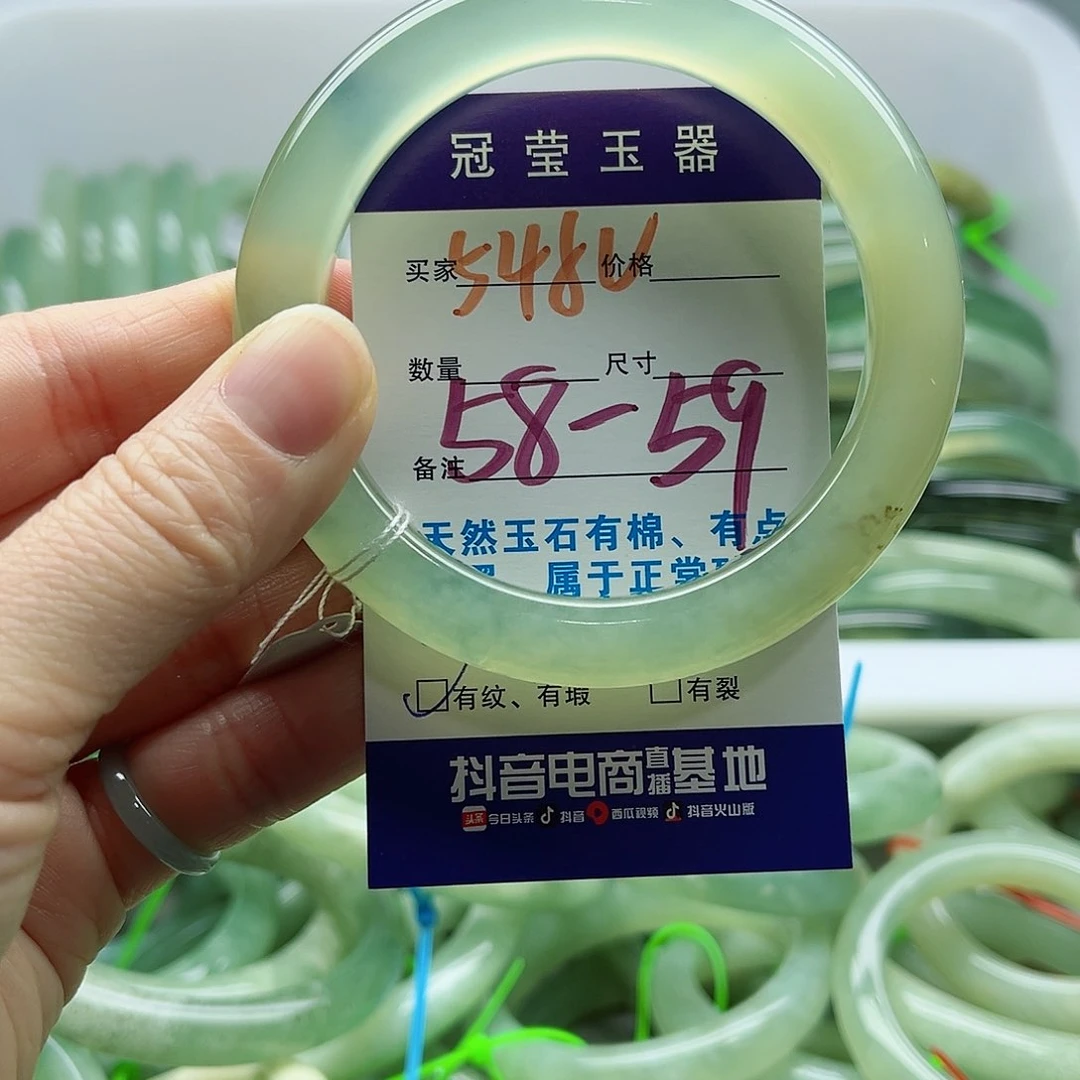 冠莹玉器
买家 5480 价格
数量 尺寸
58-59
备注
天然玉石有棉、有点
属于正常
有纹、有瑕 有裂
抖音电商直播基地
头条 今日头条 抖音 西瓜视频 抖音火山版